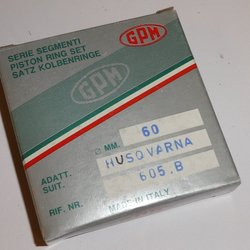 GPM
SERIE SEGMENTI
PISTON RING SET
SATZ KOLBENRINGE
GPM
ADATT.
SUIT.
Ø MM. 60
HUSQVARNA
605.B
RIF. NR.
MADE IN ITALY